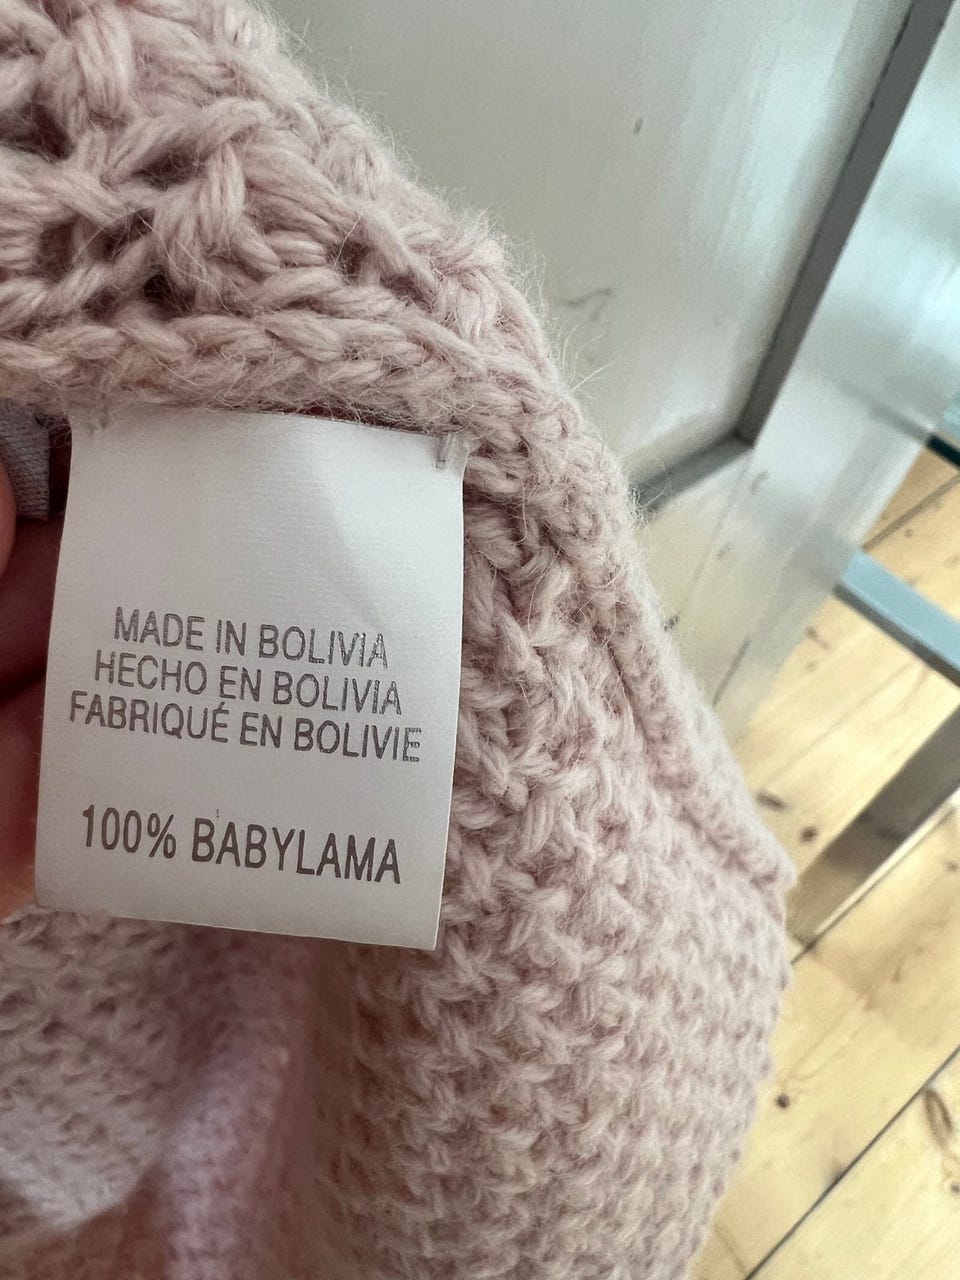 MADE IN BOLIVIA
HECHO EN BOLIVIA
FABRIQUÉ EN BOLIVIE
100% BABYLAMA